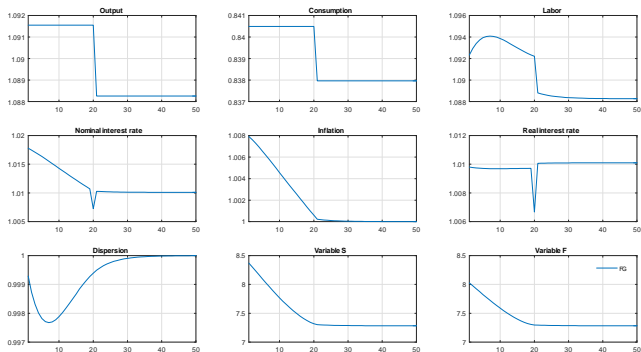 Output
Consumption
Labor
1.092
1.091
1.09
1.089
1.088
10 20 30 40 50
0.841
0.84
0.839
0.838
0.837
10 20 30 40 50
1.096
1.094
1.092
1.09
1.088
10 20 30 40 50
Nominal interest rate
Inflation
Real interest rate
1.02
1.015
1.01
1.005
10 20 30 40 50
1.008
1.006
1.004
1.002
1
10 20 30 40 50
1.012
1.01
1.008
1.006
10 20 30 40 50
Dispersion
Variable S
Variable F
1
0.999
0.998
0.997
10 20 30 40 50
8.5
8
7.5
7
10 20 30 40 50
8.5
8
7.5
7
FG
10 20 30 40 50